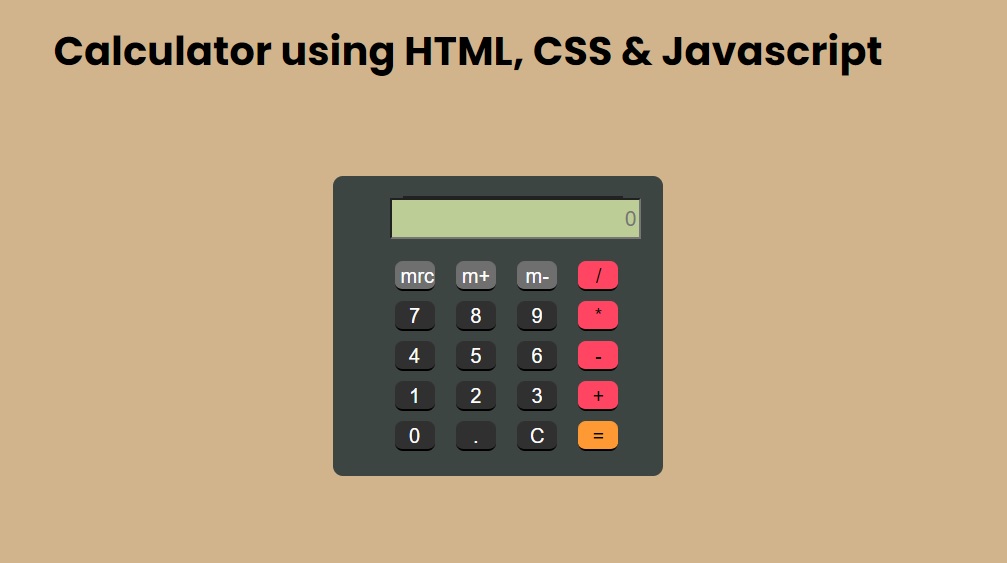 Calculator using HTML, CSS & Javascript
0
mrc m+ m- /
7 8 9 *
4 5 6 -
1 2 3 +
0 . C =